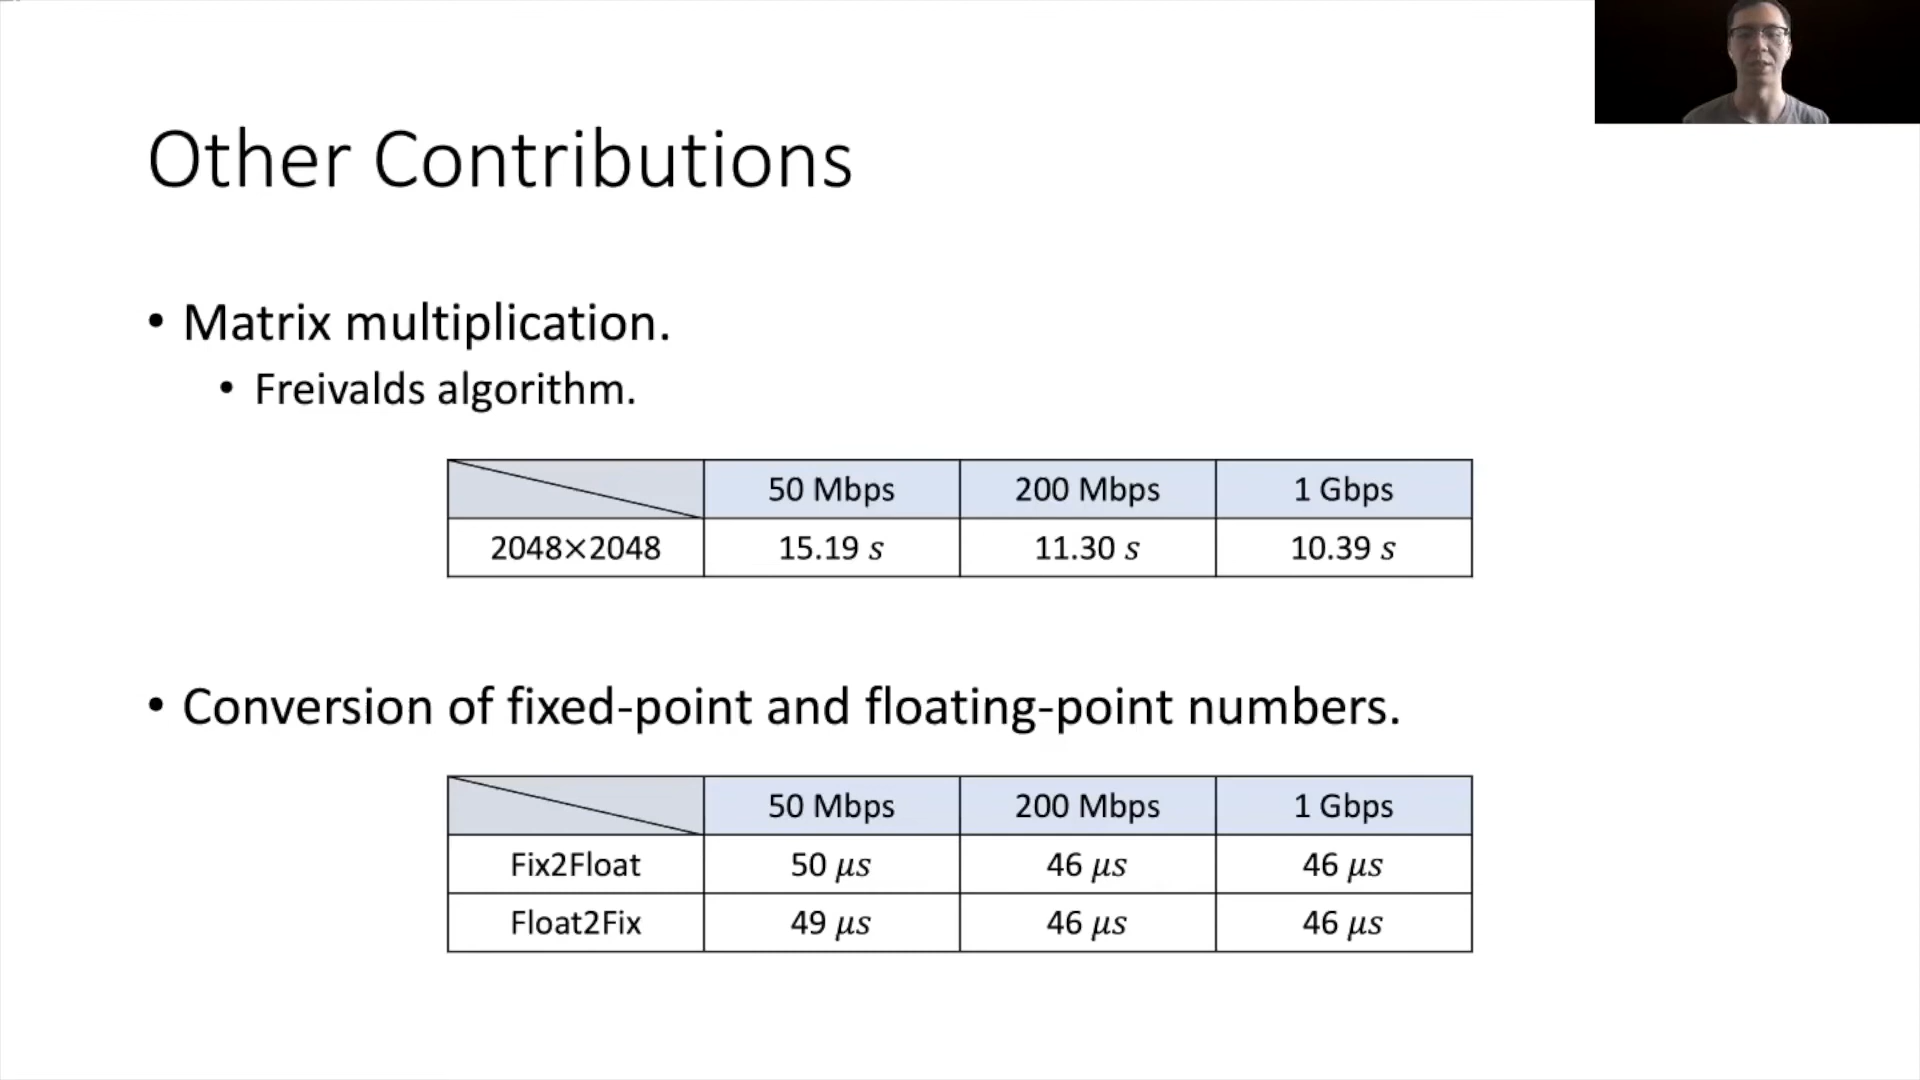 Other Contributions
• Matrix multiplication.
• Freivalds algorithm.
50 Mbps 200 Mbps 1 Gbps
2048×2048 15.19 s 11.30 s 10.39 s
• Conversion of fixed-point and floating-point numbers.
50 Mbps 200 Mbps 1 Gbps
Fix2Float 50 μs 46 μs 46 μs
Float2Fix 49 μs 46 μs 46 μs